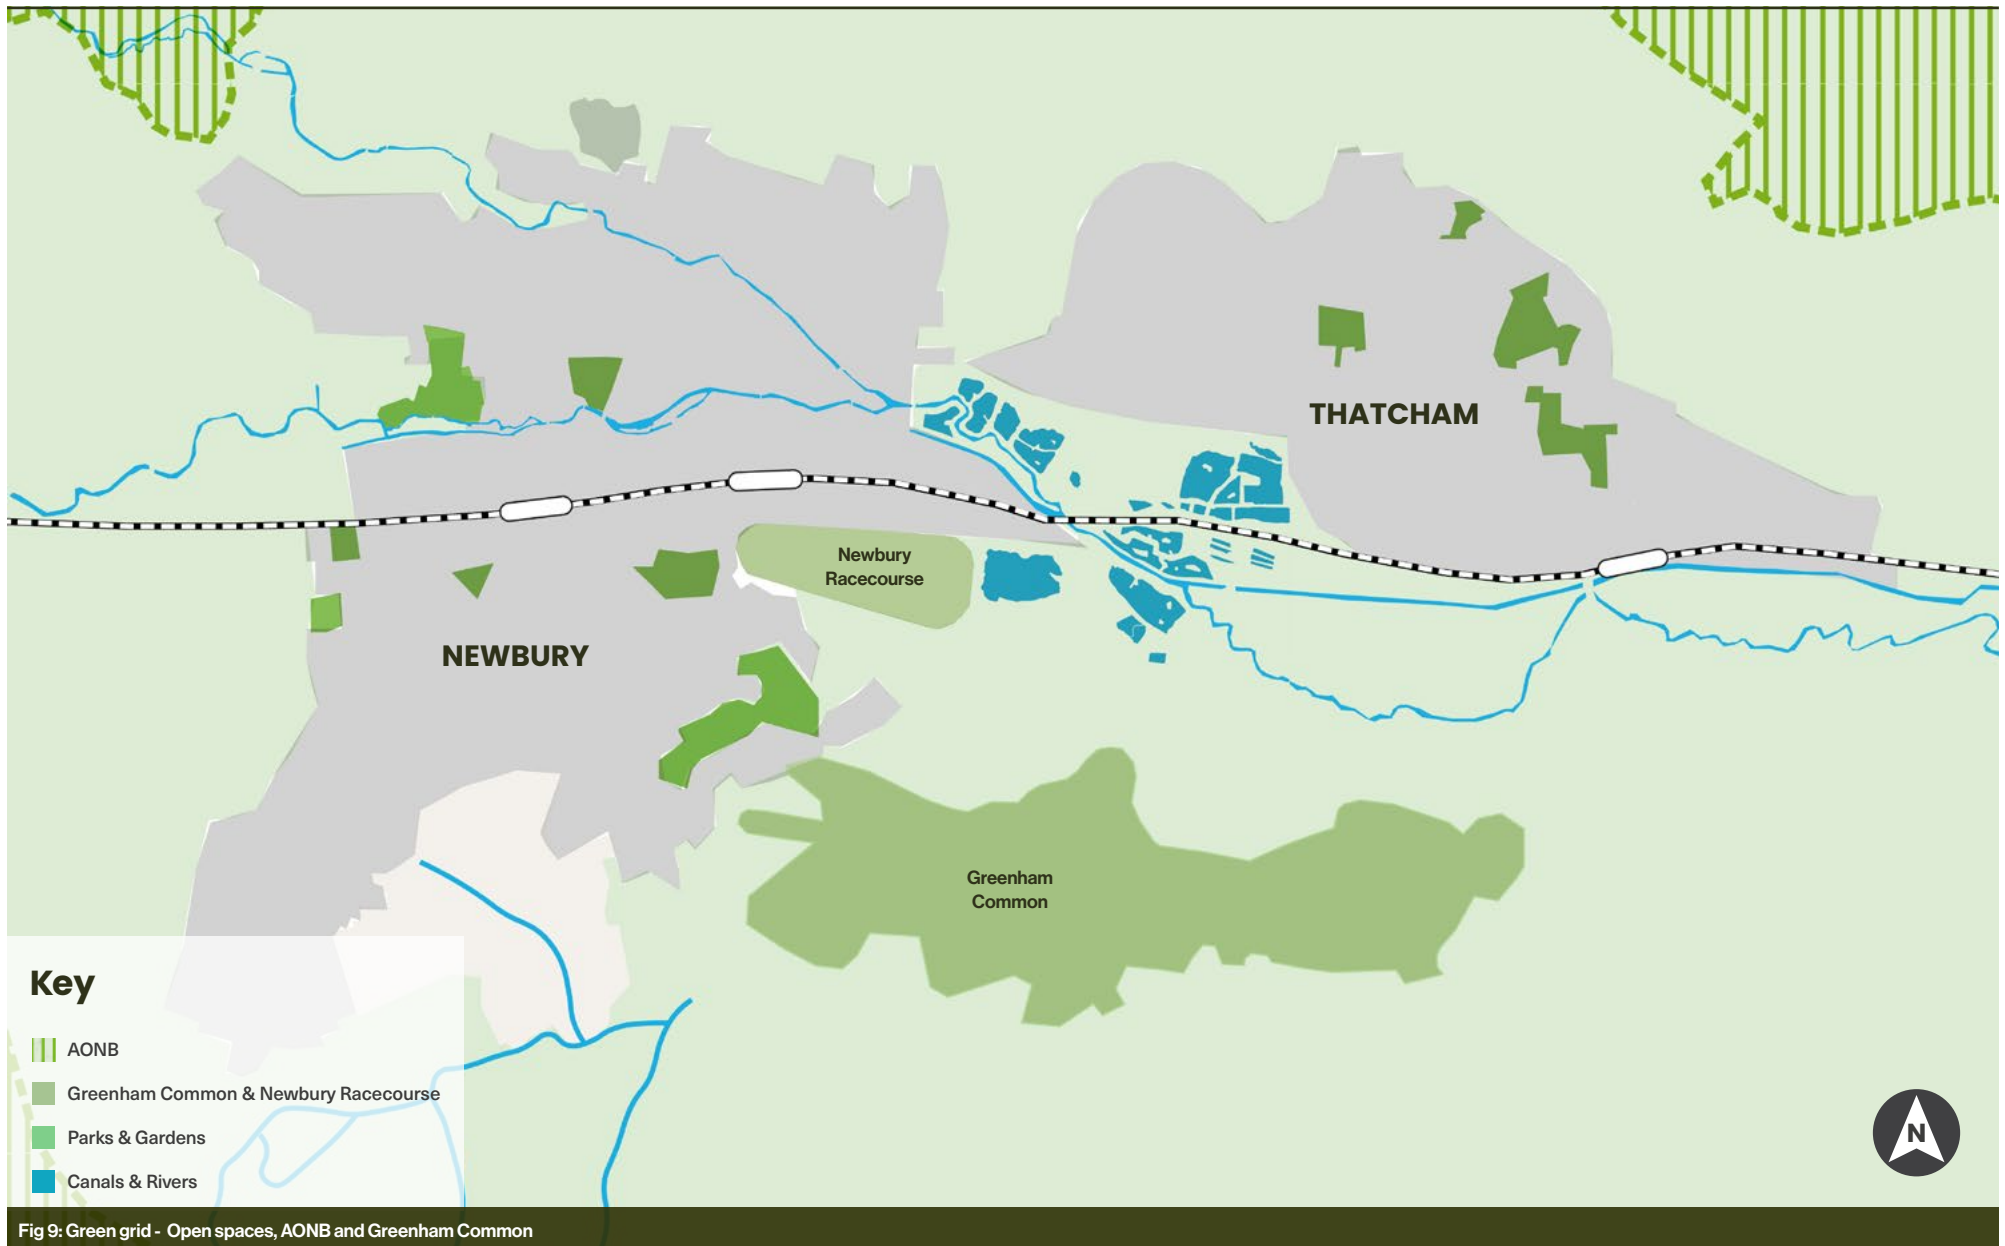 THATCHAM
Newbury
Racecourse
NEWBURY
Greenham
Common
Key
AONB
Greenham Common & Newbury Racecourse
Parks & Gardens
Canals & Rivers
N
Fig 9: Green grid - Open spaces, AONB and Greenham Common